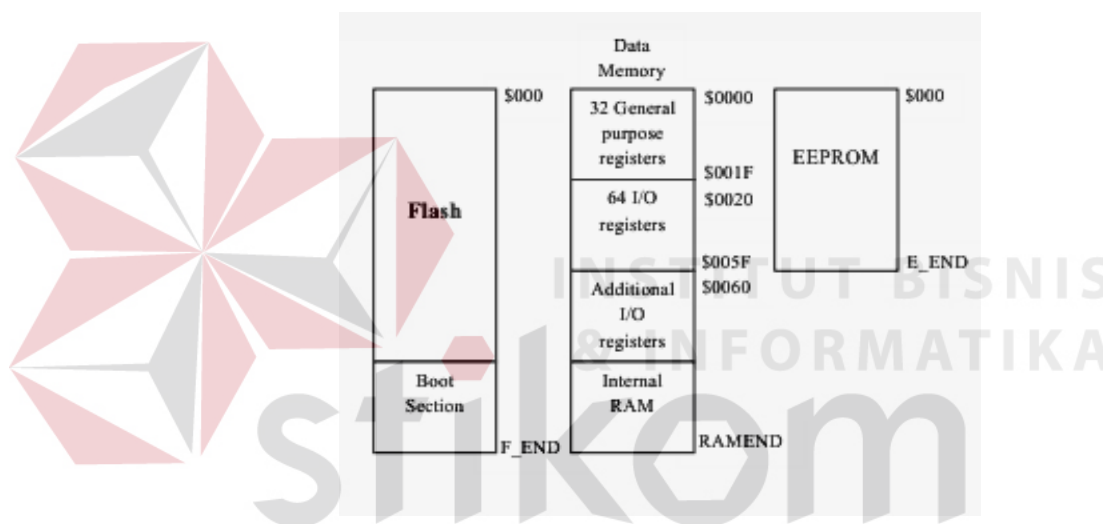 Data
Memory
$000
Flash
Boot
Section
F_END
$0000
32 General
purpose
registers
$001F
64 I/O
registers
$0020
$005F
Additional
I/O
registers
$0060
Internal
RAM
RAMEND
$000
EEPROM
E_END
INSTITUT BISNIS
& INFORMATIKA
stikom